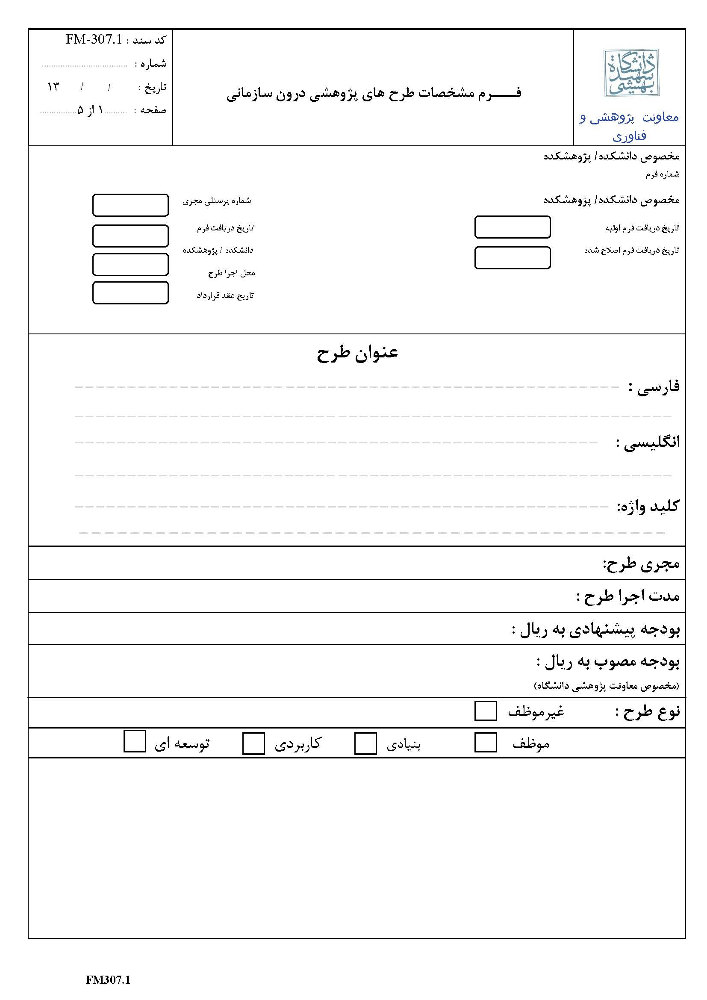 دانشگاه
شهید
بهشتی
معاونت پژوهشی و
فناوری
فـــــرم مشخصات طرح های پژوهشی درون سازمانی
کد سند : FM-307.1
شماره : ......................................
تاریخ : / / ۱۳
صفحه : ..........۱ از ۵................
مخصوص دانشکده/ پژوهشکده
شماره فرم
مخصوص دانشکده/ پژوهشکده
تاریخ دریافت فرم اولیه
تاریخ دریافت فرم اصلاح شده
شماره پرسنلی مجری
تاریخ دریافت فرم
دانشکده / پژوهشکده
محل اجرا طرح
تاریخ عقد قرارداد
عنوان طرح
فارسی :
انگلیسی :
کلید واژه:
مجری طرح:
مدت اجرا طرح :
بودجه پیشنهادی به ریال :
بودجه مصوب به ریال :
(مخصوص معاونت پژوهشی دانشگاه)
نوع طرح : غیرموظف
موظف بنیادی کاربردی توسعه ای
FM307.1